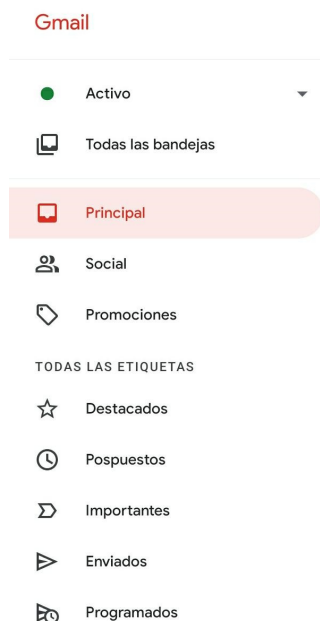 Gmail
Activo
Todas las bandejas
Principal
Social
Promociones
TODAS LAS ETIQUETAS
Destacados
Pospuestos
Importantes
Enviados
Programados